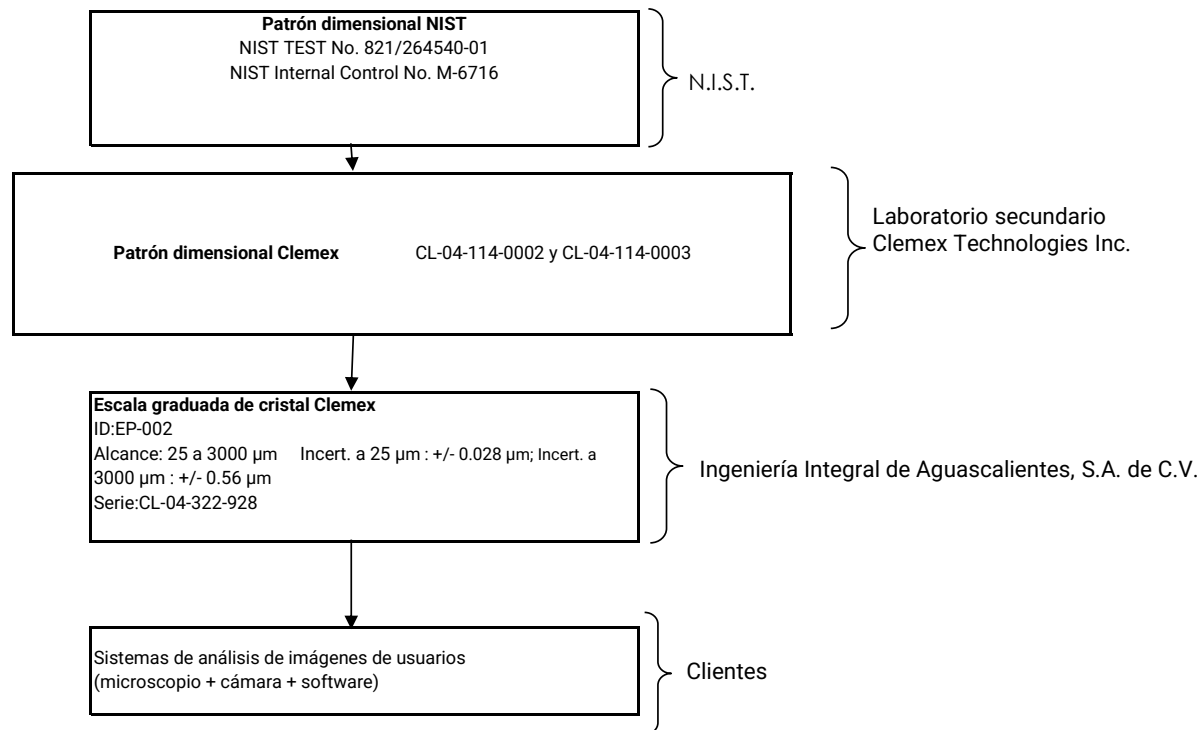 Patrón dimensional NIST
NIST TEST No. 821/264540-01
NIST Internal Control No. M-6716
N.I.S.T.
Patrón dimensional Clemex CL-04-114-0002 y CL-04-114-0003
Laboratorio secundario
Clemex Technologies Inc.
Escala graduada de cristal Clemex
ID:EP-002
Alcance: 25 a 3000 µm Incert. a 25 µm : +/- 0.028 µm; Incert. a
3000 µm : +/- 0.56 µm
Serie:CL-04-322-928
Ingeniería Integral de Aguascalientes, S.A. de C.V.
Sistemas de análisis de imágenes de usuarios
(microscopio + cámara + software)
Clientes